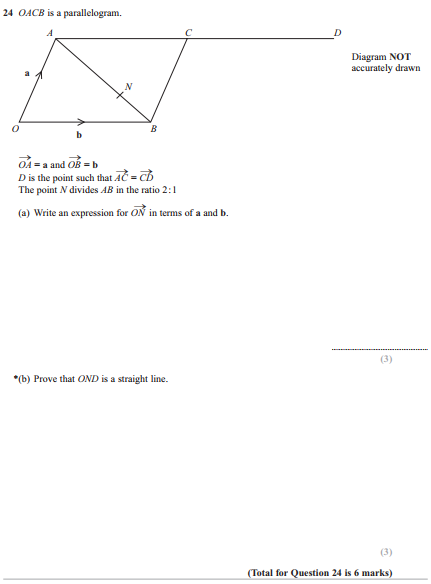 24 OACB is a parallelogram.
A C D
Diagram NOT
accurately drawn
a
N
O B
b
→OA = a and →OB = b
D is the point such that →AC = →CD
The point N divides AB in the ratio 2:1
(a) Write an expression for →ON in terms of a and b.
(3)
*(b) Prove that OND is a straight line.
(3)
(Total for Question 24 is 6 marks)